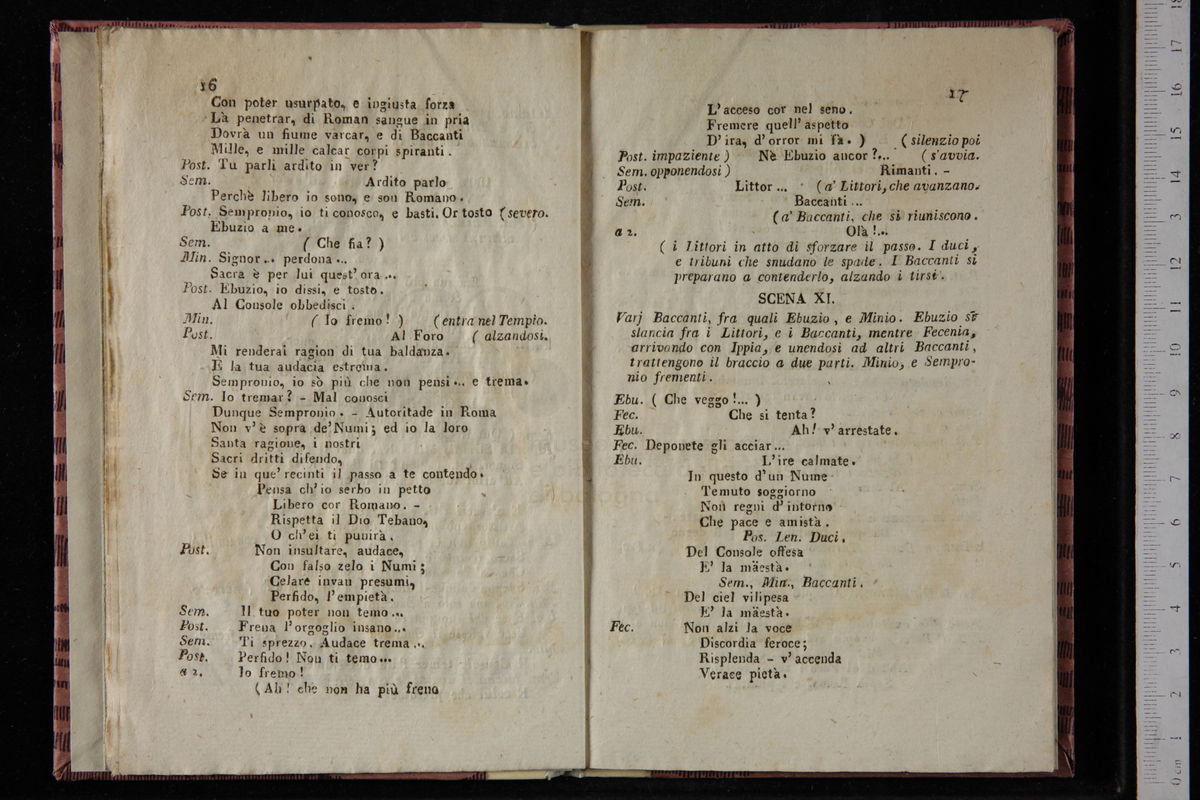 16
Con poter usurpato, e ingiusta forza
Là penetrar, di Roman sangue in pria
Dovrà un fiume varcar, e di Baccanti
Mille, e mille calcar corpi spiranti.
Post. Tu parli ardito in ver?
Sem. Ardito parlo
Perchè libero io sono, e son Romano.
Post. Sempronio, io ti conosco, e basti. Or tosto (severo.
Ebuzio a me.
Sem. ( Che fia? )
Min. Signor... perdona...
Sacra è per lui quest' ora...
Post. Ebuzio, io dissi, e tosto.
Al Console obbedisci.
Min. ( Io fremo! ) (entra nel Tempio.
Post. Al Foro ( alzandosi.
Mi renderai ragion di tua baldanza.
E la tua audacia estrema.
Sempronio, io sò più che non pensi... e trema.
Sem. Io tremar? - Mal conosci
Dunque Sempronio. - Autoritade in Roma
Non v'è sopra de'Numi; ed io la loro
Santa ragione, i nostri
Sacri dritti difendo,
Se in que' recinti il passo a te contendo.
Pensa ch'io serbo in petto
Libero cor Romano. -
Rispetta il Dio Tebano,
O ch'ei ti punirà.
Post. Non insultare, audace,
Con falso zelo i Numi;
Celare invan presumi,
Perfido, l'empietà.
Sem. Il tuo poter non temo...
Post. Frena l'orgoglio insano...
Sem. Ti sprezzo. Audace trema...
Post. Perfido! Non ti temo...
a 2. Io fremo!
( Ah! che non ha più freno
17
L'acceso cor nel seno.
Fremere quell' aspetto
D' ira, d' orror mi fà. ) ( silenzio poi
Post. impaziente ) Nè Ebuzio ancor?... ( s'avvia.
Sem. opponendosi ) Rimanti. -
Post. Littor... ( a' Littori, che avanzano.
Sem. Baccanti...
( a' Baccanti, che si riuniscono.
a 2. Olà!...
( i Littori in atto di sforzare il passo. I duci,
e tribuni che snudano le spade. I Baccanti si
preparano a contenderlo, alzando i tirsi.
SCENA XI.
Varj Baccanti, fra quali Ebuzio, e Minio. Ebuzio si
slancia fra i Littori, e i Baccanti, mentre Fecenia,
arrivando con Ippia, e unendosi ad altri Baccanti,
trattengono il braccio a due parti. Minio, e Sempro-
nio frementi.
Ebu. ( Che veggo!... )
Fec. Che si tenta?
Ebu. Ah! v' arrestate.
Fec. Deponete gli acciar...
Ebu. L'ire calmate.
In questo d'un Nume
Temuto soggiorno
Non regni d' intorno
Che pace e amistà.
Pos. Len. Duci.
Del Console offesa
E' la mäestà.
Sem., Min., Baccanti.
Del ciel vilipesa
E' la mäestà.
Fec. Non alzi la voce
Discordia feroce;
Risplenda - v' accenda
Verace pietà.